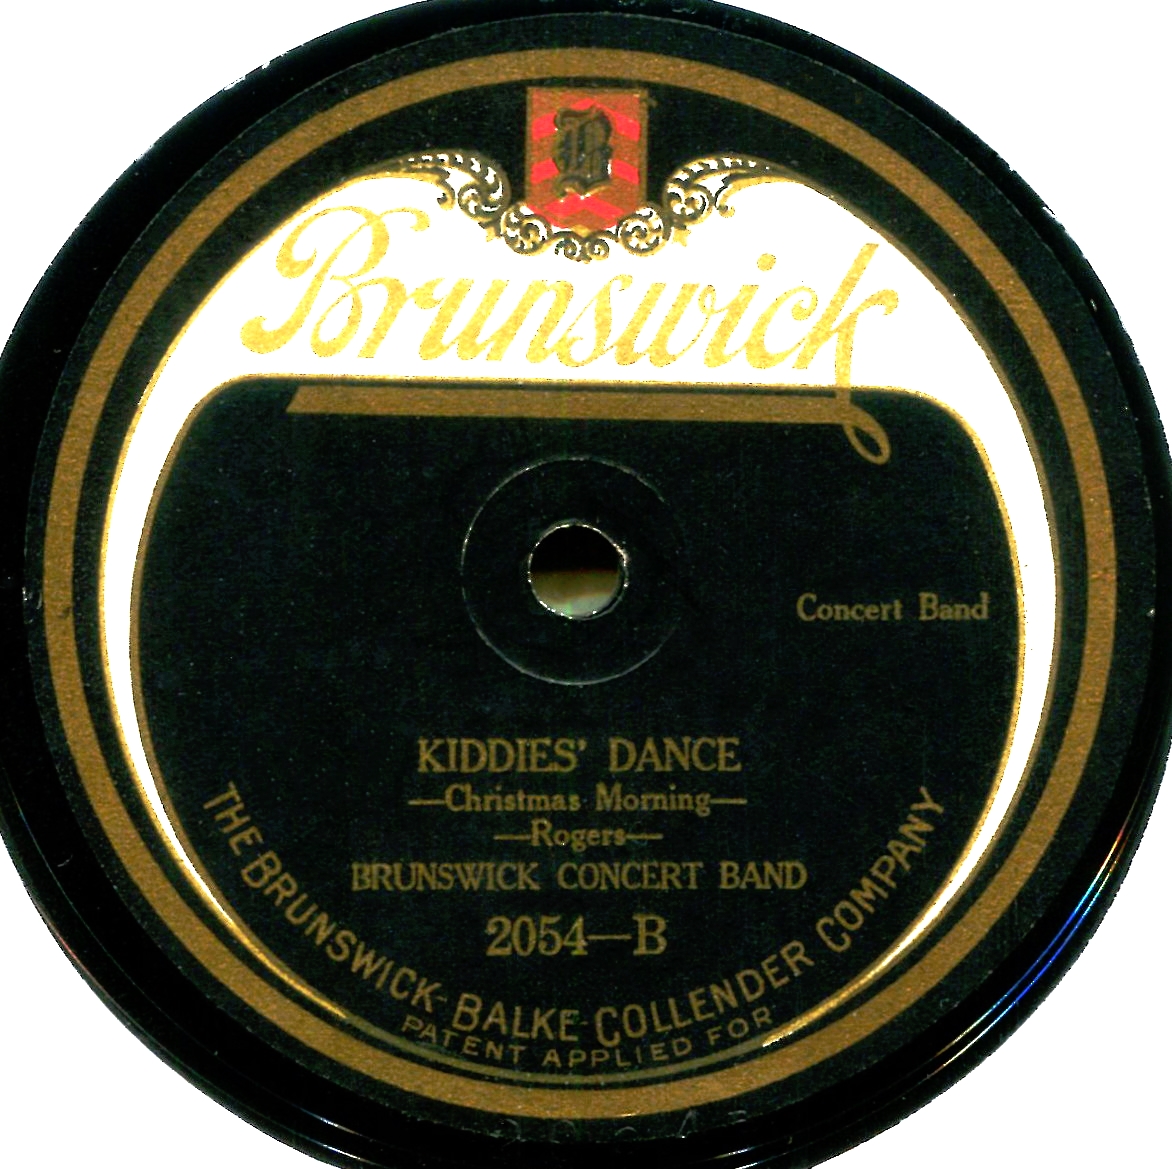 B
Brunswick
Concert Band
KIDDIES' DANCE
—Christmas Morning—
—Rogers—
BRUNSWICK CONCERT BAND
2054—B
THE BRUNSWICK-BALKE-COLLENDER COMPANY
PATENT APPLIED FOR